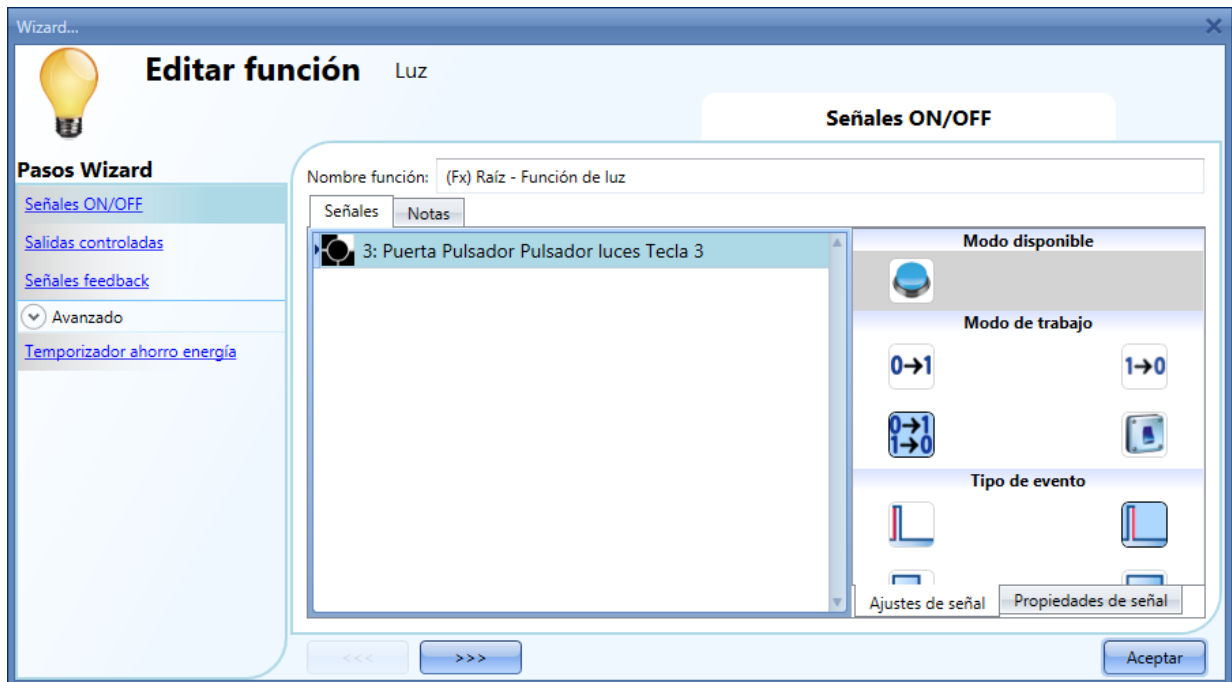 Wizard...
Editar función Luz
Señales ON/OFF
Pasos Wizard
Señales ON/OFF
Salidas controladas
Señales feedback
Avanzado
Temporizador ahorro energía
Nombre función: (Fx) Raíz - Función de luz
Señales Notas
3: Puerta Pulsador Pulsador luces Tecla 3
Modo disponible
Modo de trabajo
0→1 1→0
0→1
1→0
Tipo de evento
Ajustes de señal Propiedades de señal
<<< >>> Aceptar